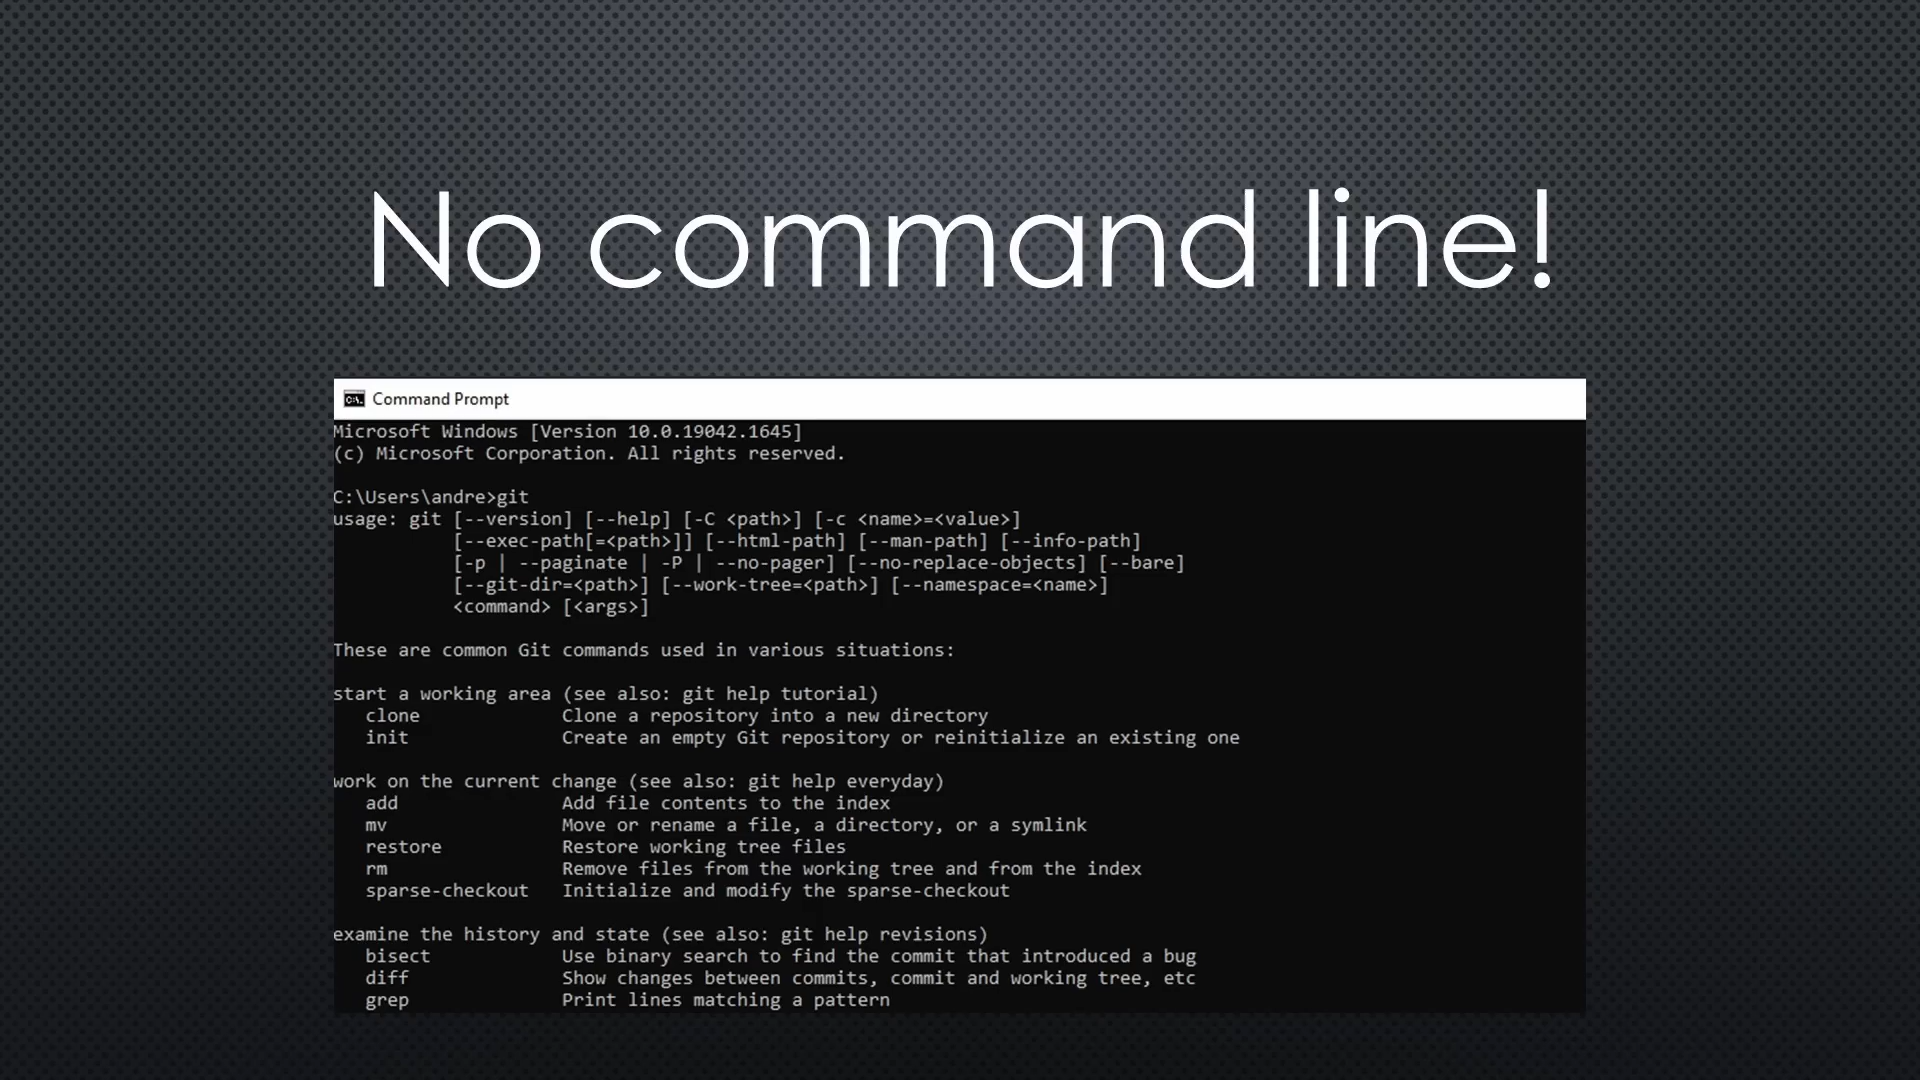 No command line!
Command Prompt
Microsoft Windows [Version 10.0.19042.1645]
(c) Microsoft Corporation. All rights reserved.
C:\Users\andre>git
usage: git [--version] [--help] [-C <path>] [-c <name>=<value>]
           [--exec-path[=<path>]] [--html-path] [--man-path] [--info-path]
           [-p | --paginate | -P | --no-pager] [--no-replace-objects] [--bare]
           [--git-dir=<path>] [--work-tree=<path>] [--namespace=<name>]
           <command> [<args>]
These are common Git commands used in various situations:
start a working area (see also: git help tutorial)
   clone             Clone a repository into a new directory
   init              Create an empty Git repository or reinitialize an existing one
work on the current change (see also: git help everyday)
   add               Add file contents to the index
   mv                Move or rename a file, a directory, or a symlink
   restore           Restore working tree files
   rm                Remove files from the working tree and from the index
   sparse-checkout   Initialize and modify the sparse-checkout
examine the history and state (see also: git help revisions)
   bisect            Use binary search to find the commit that introduced a bug
   diff              Show changes between commits, commit and working tree, etc
   grep              Print lines matching a pattern